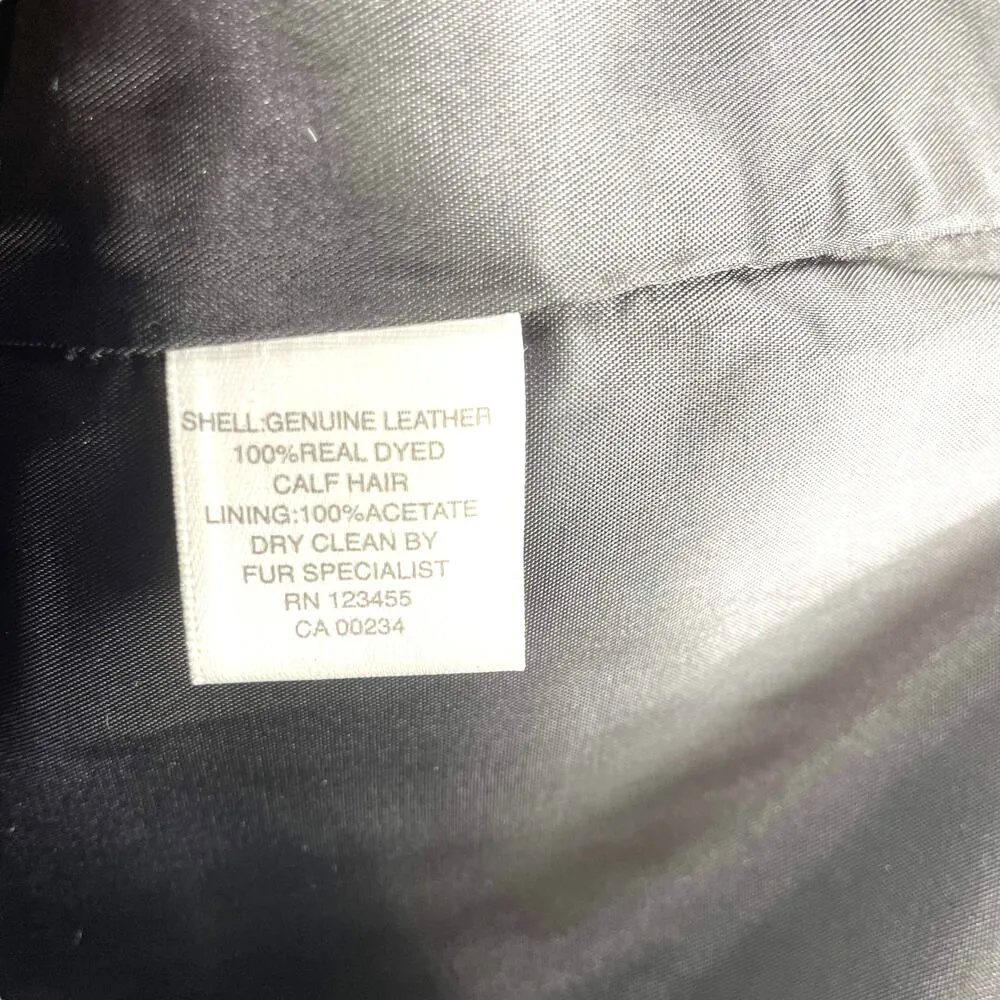 SHELL:GENUINE LEATHER
100%REAL DYED
CALF HAIR
LINING:100%ACETATE
DRY CLEAN BY
FUR SPECIALIST
RN 123455
CA 00234